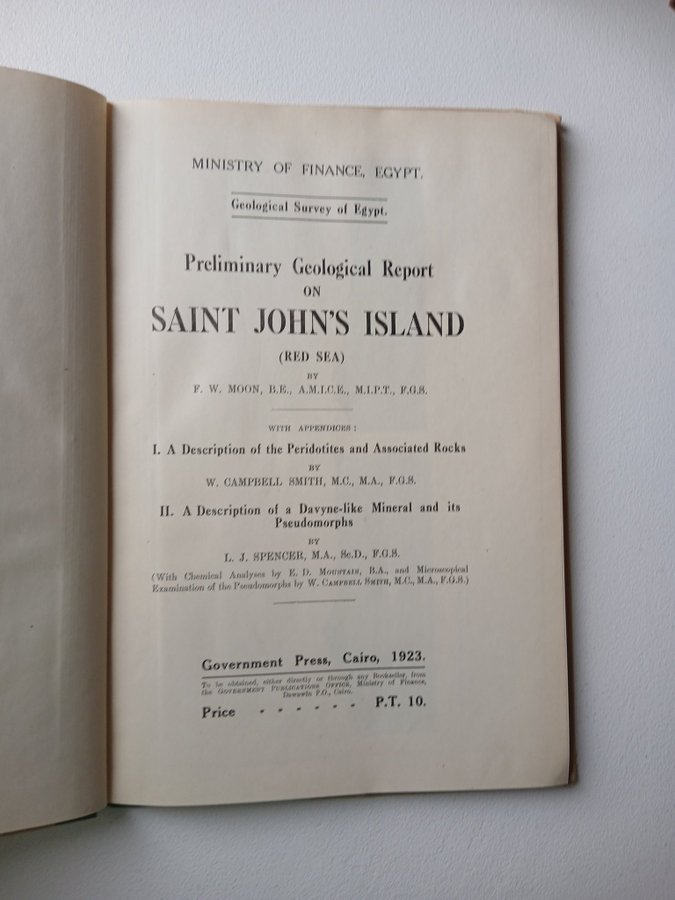 MINISTRY OF FINANCE, EGYPT.
Geological Survey of Egypt.
Preliminary Geological Report
ON
SAINT JOHN'S ISLAND
(RED SEA)
BY
F. W. MOON, B.E., A.M.I.C.E., M.I.P.T., F.G.S.
WITH APPENDICES:
I. A Description of the Peridotites and Associated Rocks
BY
W. CAMPBELL SMITH, M.C., M.A., F.G.S.
II. A Description of a Davyne-like Mineral and its
Pseudomorphs
BY
L. J. SPENCER, M.A., Sc.D., F.G.S.
(With Chemical Analyses by E. D. MOUNTAIN, B.A., and Microscopical
Examination of the Pseudomorphs by W. CAMPBELL SMITH, M.C., M.A., F.G.S.)
Government Press, Cairo, 1923.
To be obtained, either directly or through any Bookseller, from
the GOVERNMENT PUBLICATIONS OFFICE, Ministry of Finance,
Dawawin P.O., Cairo.
Price - - - - - - P.T. 10.